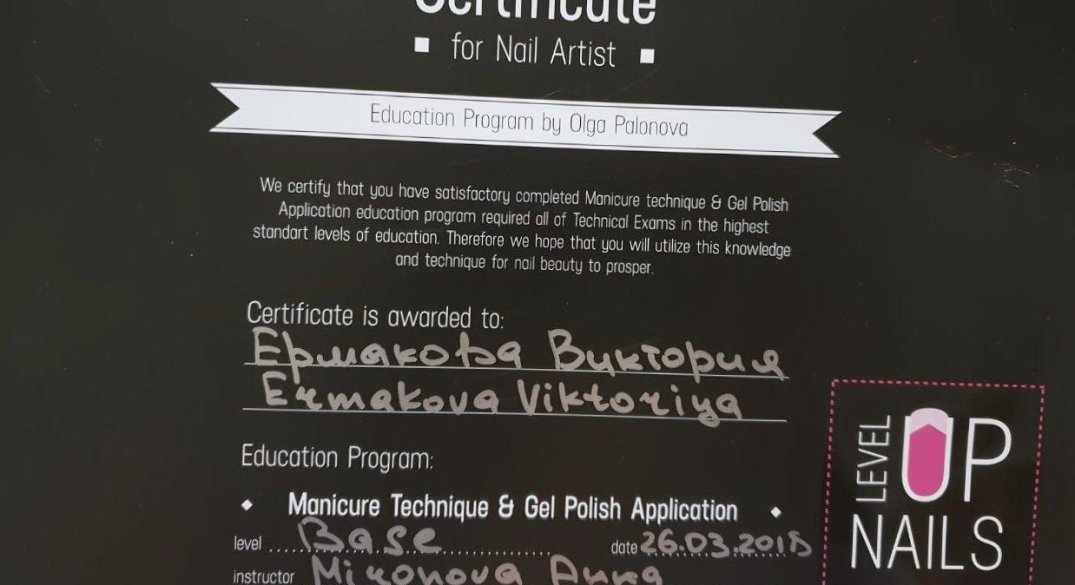 Certificate
for Nail Artist
Education Program by Olga Palonova
We certify that you have satisfactory completed Manicure technique & Gel Polish
Application education program required all of Technical Exams in the highest
standart levels of education. Therefore we hope that you will utilize this knowledge
and technique for nail beauty to prosper.
Certificate is awarded to:
Ермакова Виктория
Ermakova Viktoriya
Education Program:
Manicure Technique & Gel Polish Application
level Base date 26.03.2018
instructor Mironova Anna
LEVEL UP
NAILS